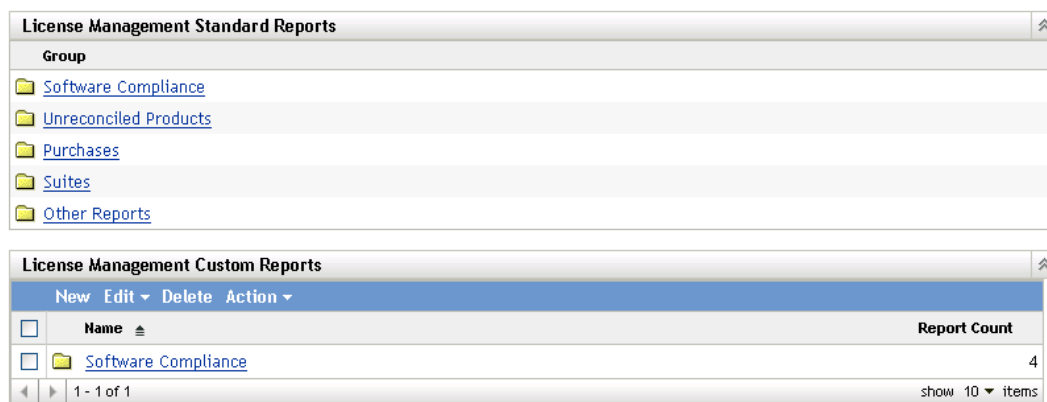 License Management Standard Reports
Group
Software Compliance
Unreconciled Products
Purchases
Suites
Other Reports
License Management Custom Reports
New Edit Delete Action
Name Report Count
Software Compliance 4
1 - 1 of 1 show 10 items